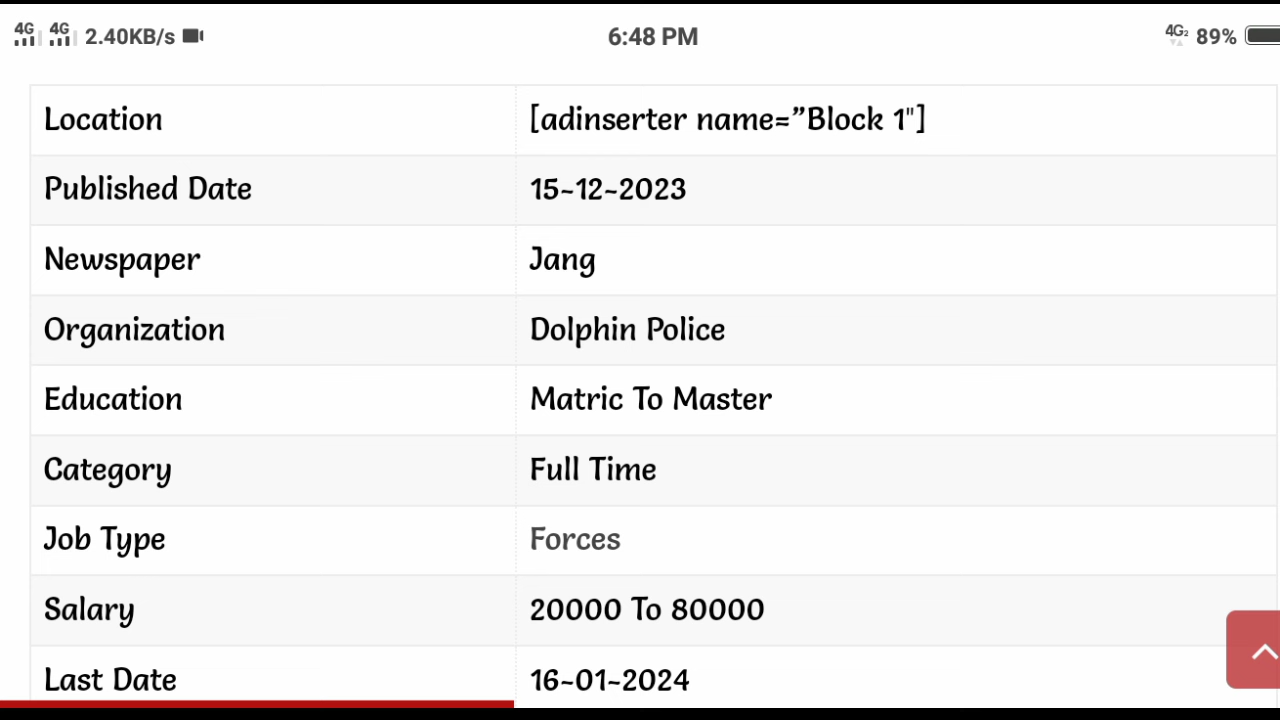 4G 4G 2.40KB/s 6:48 PM 4G2 89%
Location [adinserter name=”Block 1"]
Published Date 15-12-2023
Newspaper Jang
Organization Dolphin Police
Education Matric To Master
Category Full Time
Job Type Forces
Salary 20000 To 80000
Last Date 16-01-2024